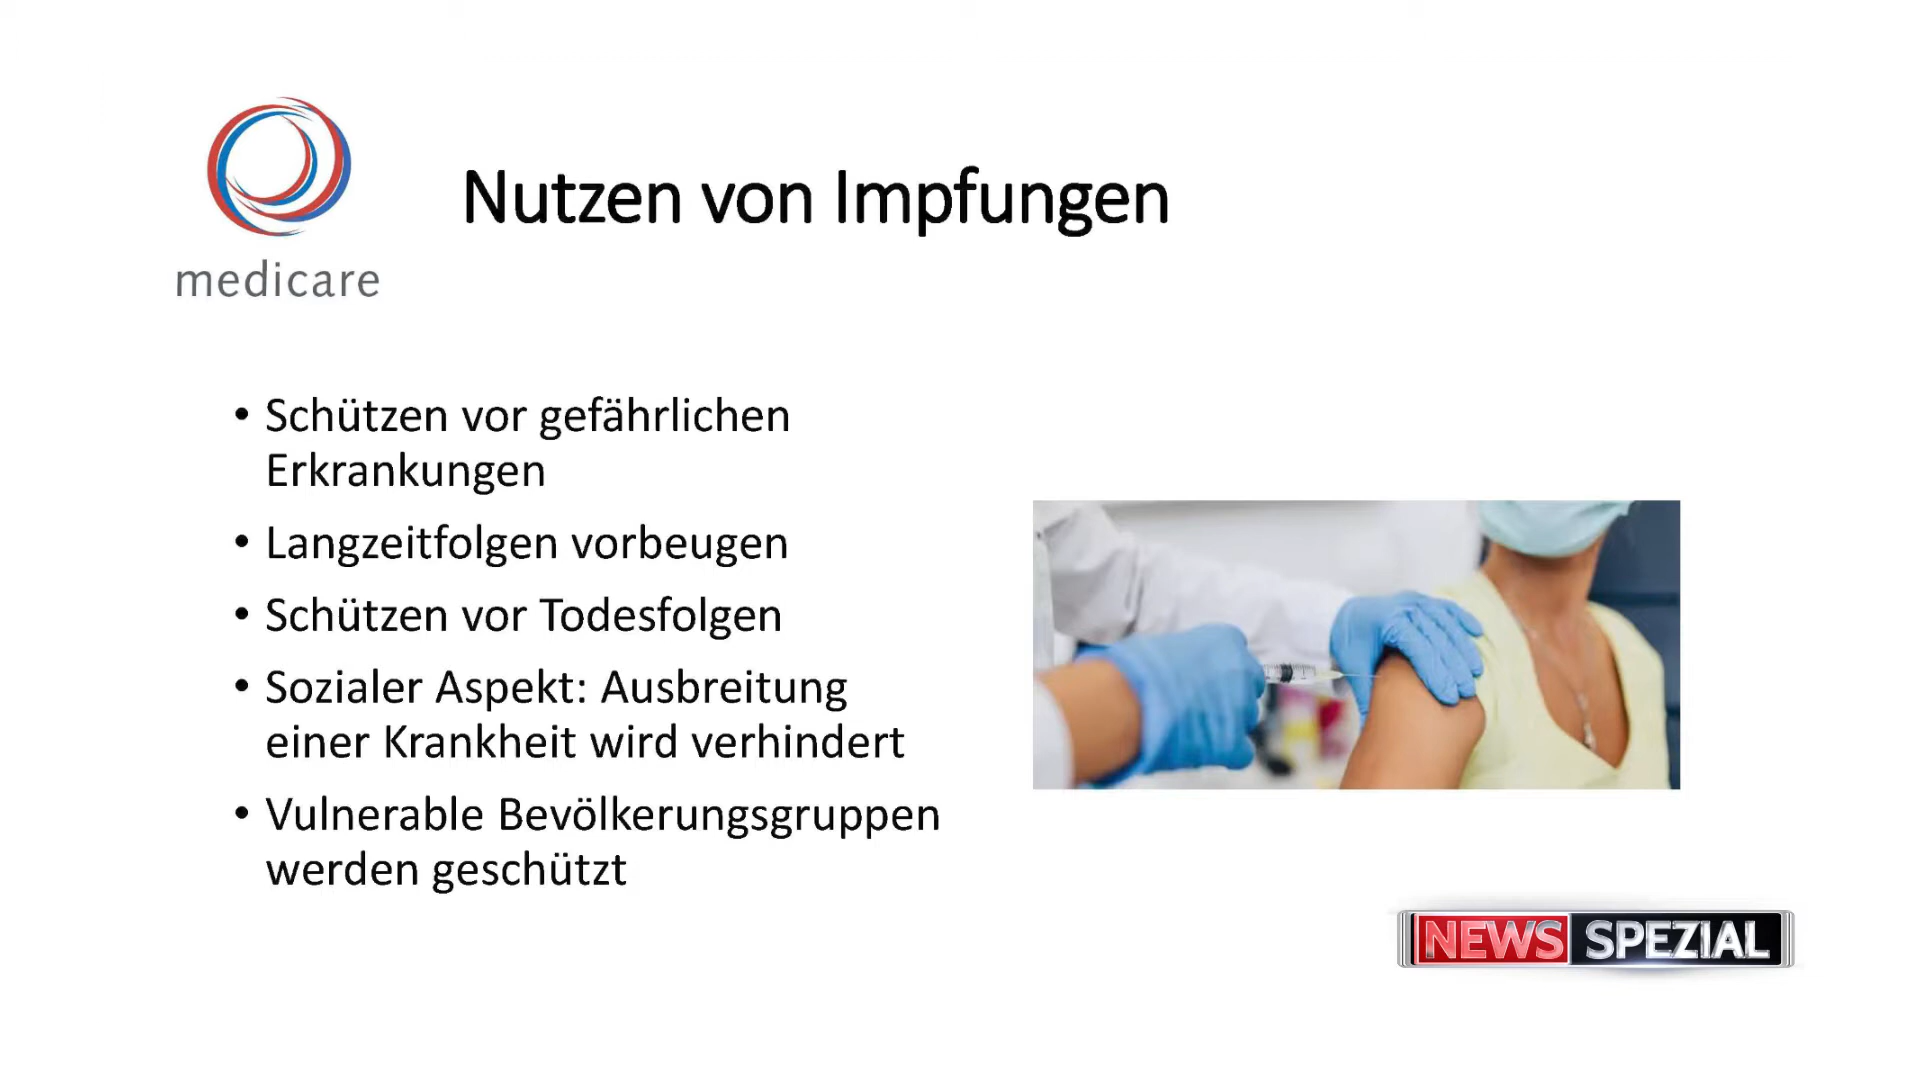 medicare
Nutzen von Impfungen
• Schützen vor gefährlichen
Erkrankungen
• Langzeitfolgen vorbeugen
• Schützen vor Todesfolgen
• Sozialer Aspekt: Ausbreitung
einer Krankheit wird verhindert
• Vulnerable Bevölkerungsgruppen
werden geschützt
NEWS SPEZIAL